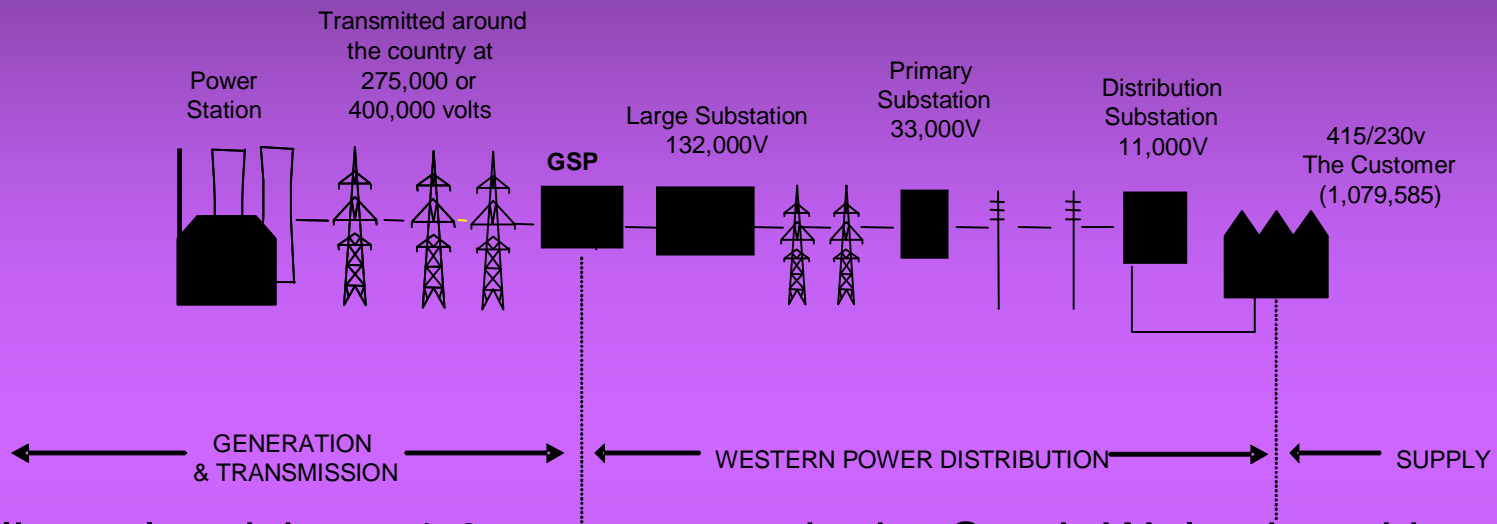 Power
Station
Transmitted around
the country at
275,000 or
400,000 volts
GSP
Large Substation
132,000V
Primary
Substation
33,000V
Distribution
Substation
11,000V
415/230v
The Customer
(1,079,585)
GENERATION
& TRANSMISSION
WESTERN POWER DISTRIBUTION
SUPPLY